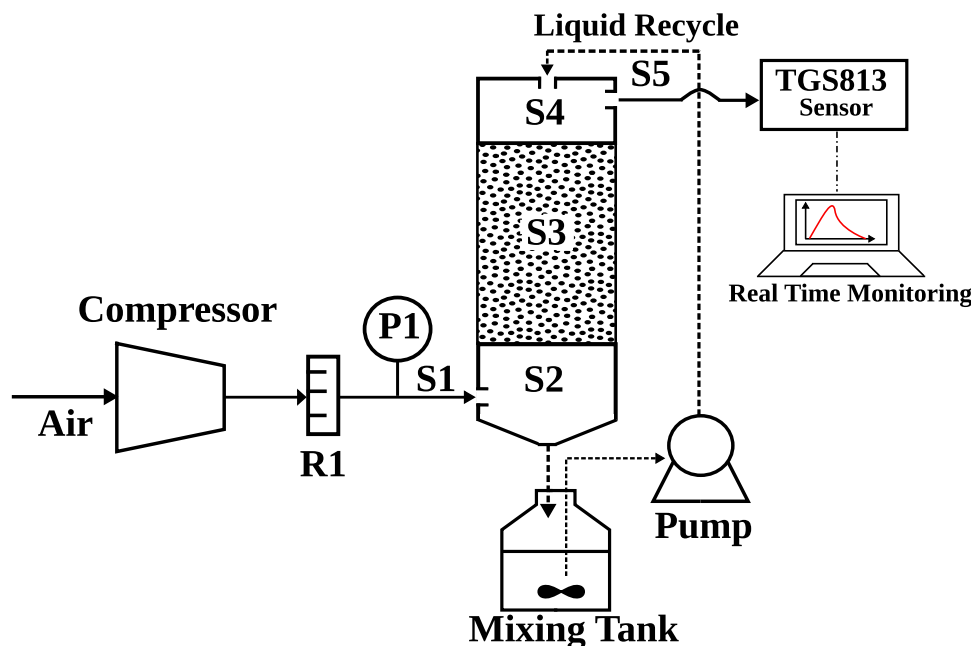 Liquid Recycle
S5
TGS813
Sensor
S4
S3
Real Time Monitoring
Compressor
P1
S1
S2
Air
R1
Pump
Mixing Tank